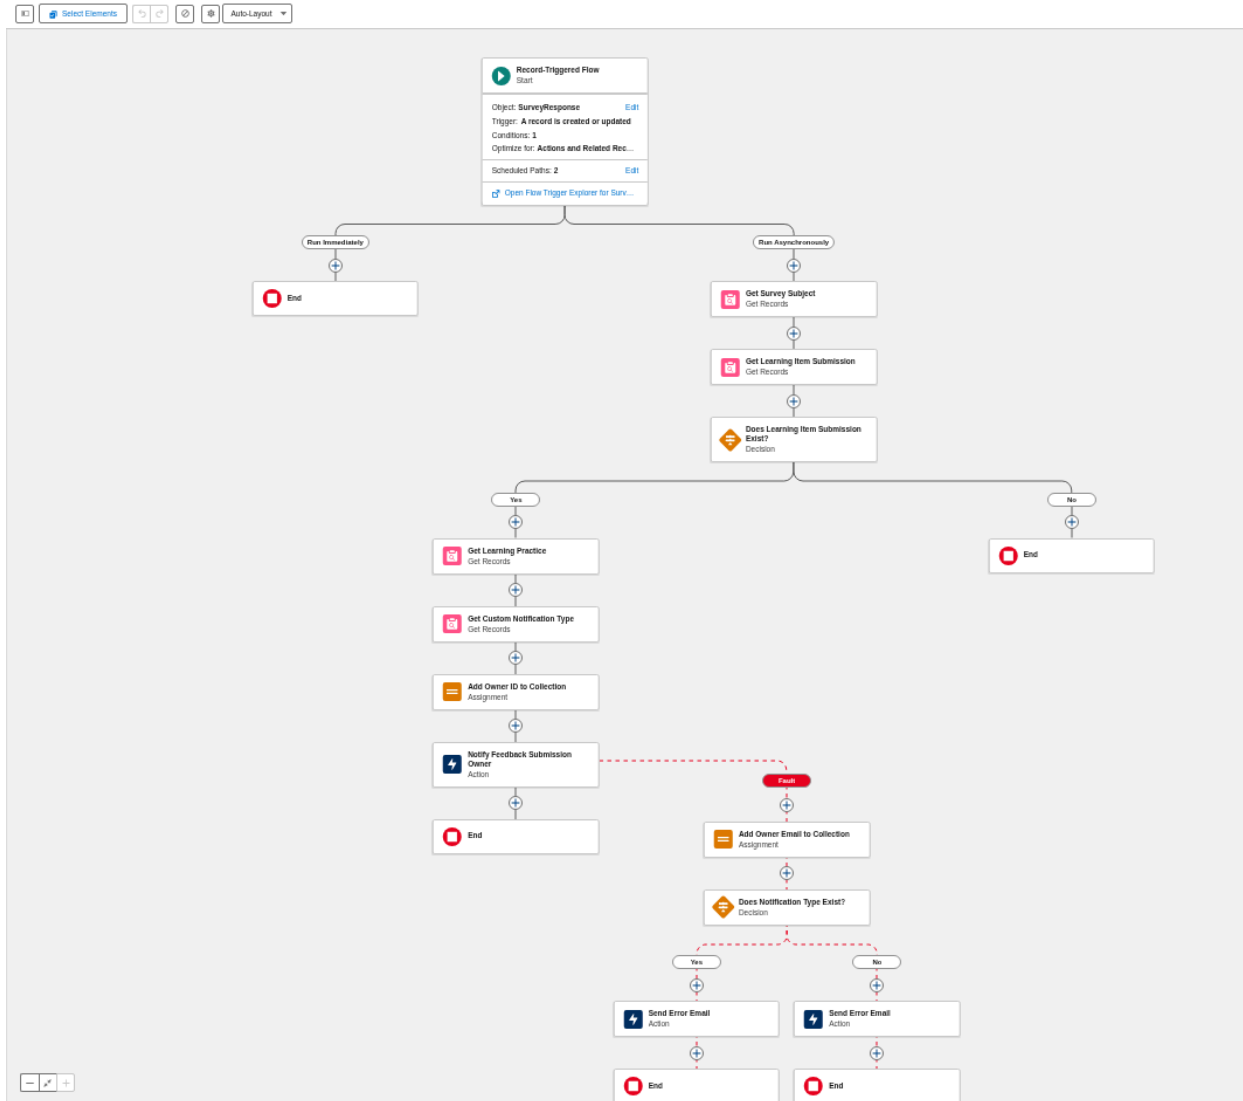 Select Elements
Auto-Layout
Record-Triggered Flow
Start
Object: SurveyResponse Edit
Trigger: A record is created or updated
Conditions: 1
Optimize for: Actions and Related Rec...
Scheduled Paths: 2 Edit
Open Flow Trigger Explorer for Surv...
Run Immediately
Run Asynchronously
End
Get Survey Subject
Get Records
Get Learning Item Submission
Get Records
Does Learning Item Submission
Exist?
Decision
Yes
No
Get Learning Practice
Get Records
End
Get Custom Notification Type
Get Records
Add Owner ID to Collection
Assignment
Notify Feedback Submission
Owner
Action
Fault
End
Add Owner Email to Collection
Assignment
Does Notification Type Exist?
Decision
Yes
No
Send Error Email
Action
Send Error Email
Action
End
End